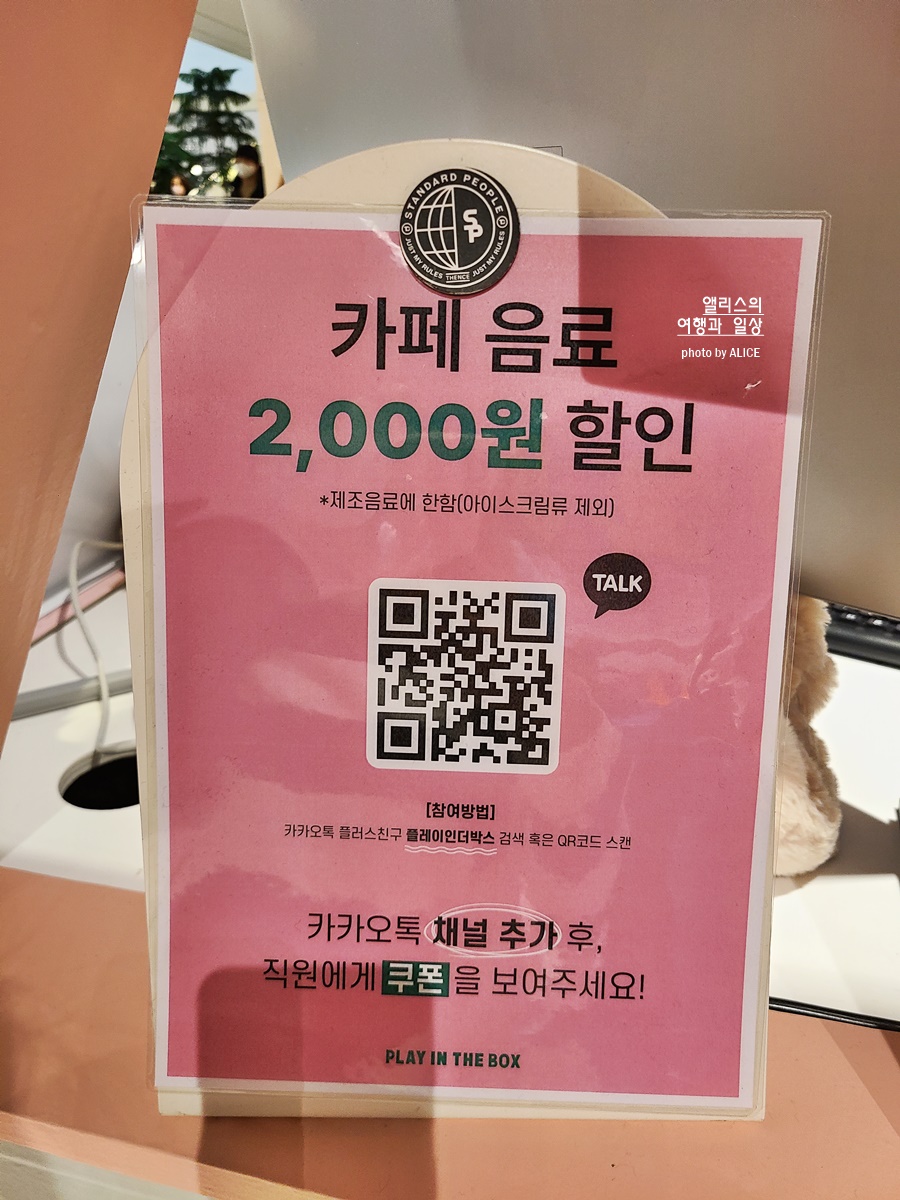 STANDARD PEOPLE
SP
JUST MY RULES THENCE JUST MY RULES
카페 음료
앨리스의
여행과 일상
photo by ALICE
2,000원 할인
*제조음료에 한함(아이스크림류 제외)
TALK
[참여방법]
카카오톡 플러스친구 플레이인더박스 검색 혹은 QR코드 스캔
카카오톡 채널 추가 후,
직원에게 쿠폰을 보여주세요!
PLAY IN THE BOX